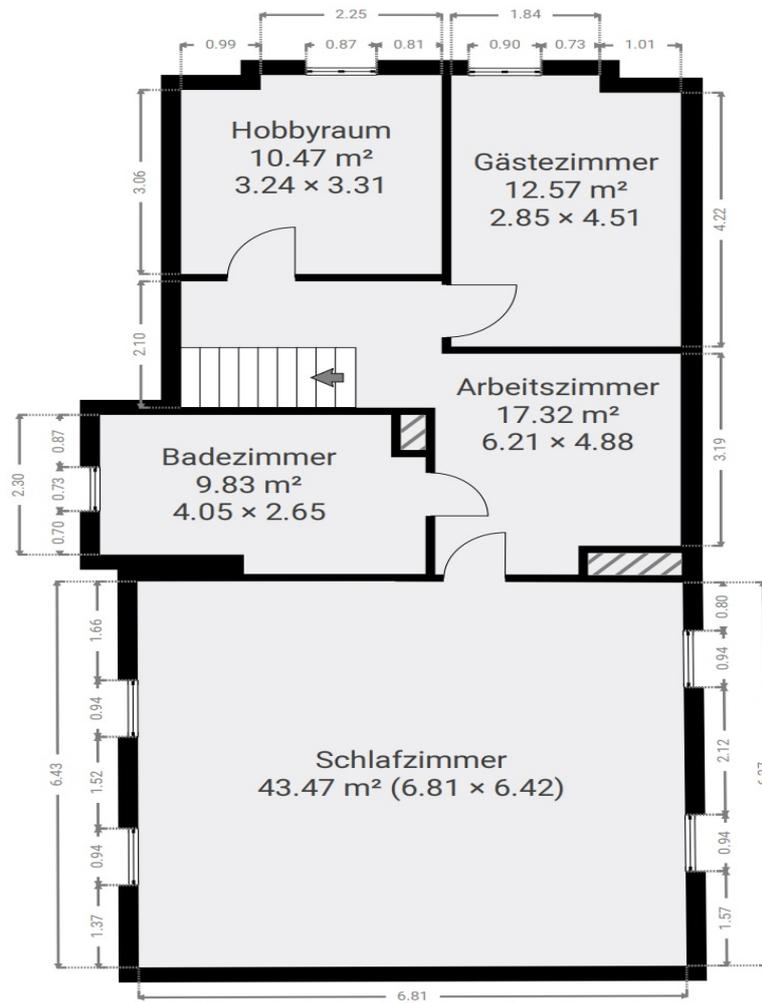 2.25
1.84
0.99
0.87
0.81
0.90
0.73
1.01
Hobbyraum
10.47 m²
3.24 × 3.31
Gästezimmer
12.57 m²
2.85 × 4.51
3.06
4.22
2.10
Arbeitszimmer
17.32 m²
6.21 × 4.88
3.19
Badezimmer
9.83 m²
4.05 × 2.65
2.30
0.87
0.73
0.70
Schlafzimmer
43.47 m² (6.81 × 6.42)
6.43
1.66
0.94
1.52
0.94
1.37
0.80
0.94
2.12
0.94
1.57
6.81